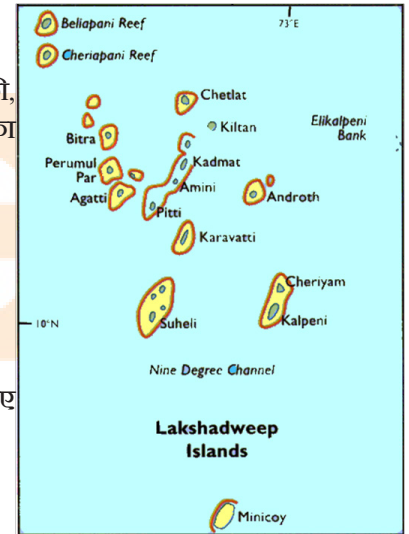 Beliapani Reef
73°E
Cheriapani Reef
Chetlat
Kiltan
Elikalpeni
Bank
Bitra
Perumul
Par
Kadmat
Amini
Agatti
Androth
Pitti
Karavatti
Cheriyam
10°N
Suheli
Kalpeni
Nine Degree Channel
ए
Lakshadweep
Islands
Minicoy